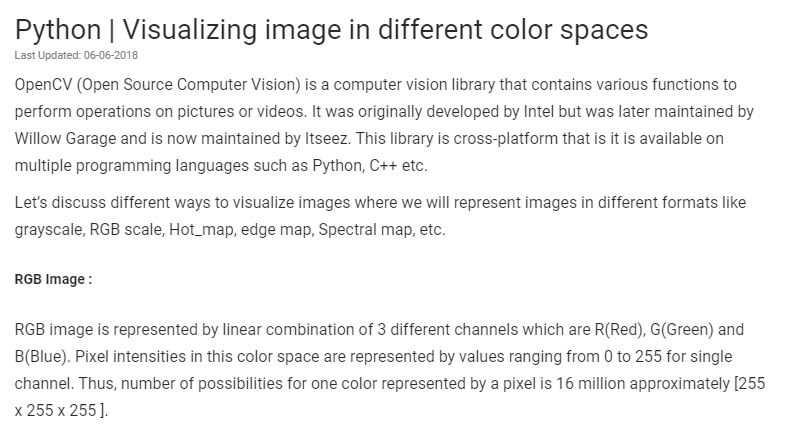 Python | Visualizing image in different color spaces
Last Updated: 06-06-2018
OpenCV (Open Source Computer Vision) is a computer vision library that contains various functions to
perform operations on pictures or videos. It was originally developed by Intel but was later maintained by
Willow Garage and is now maintained by Itseez. This library is cross-platform that is it is available on
multiple programming languages such as Python, C++ etc.
Let’s discuss different ways to visualize images where we will represent images in different formats like
grayscale, RGB scale, Hot_map, edge map, Spectral map, etc.
RGB Image :
RGB image is represented by linear combination of 3 different channels which are R(Red), G(Green) and
B(Blue). Pixel intensities in this color space are represented by values ranging from 0 to 255 for single
channel. Thus, number of possibilities for one color represented by a pixel is 16 million approximately [255
x 255 x 255 ].